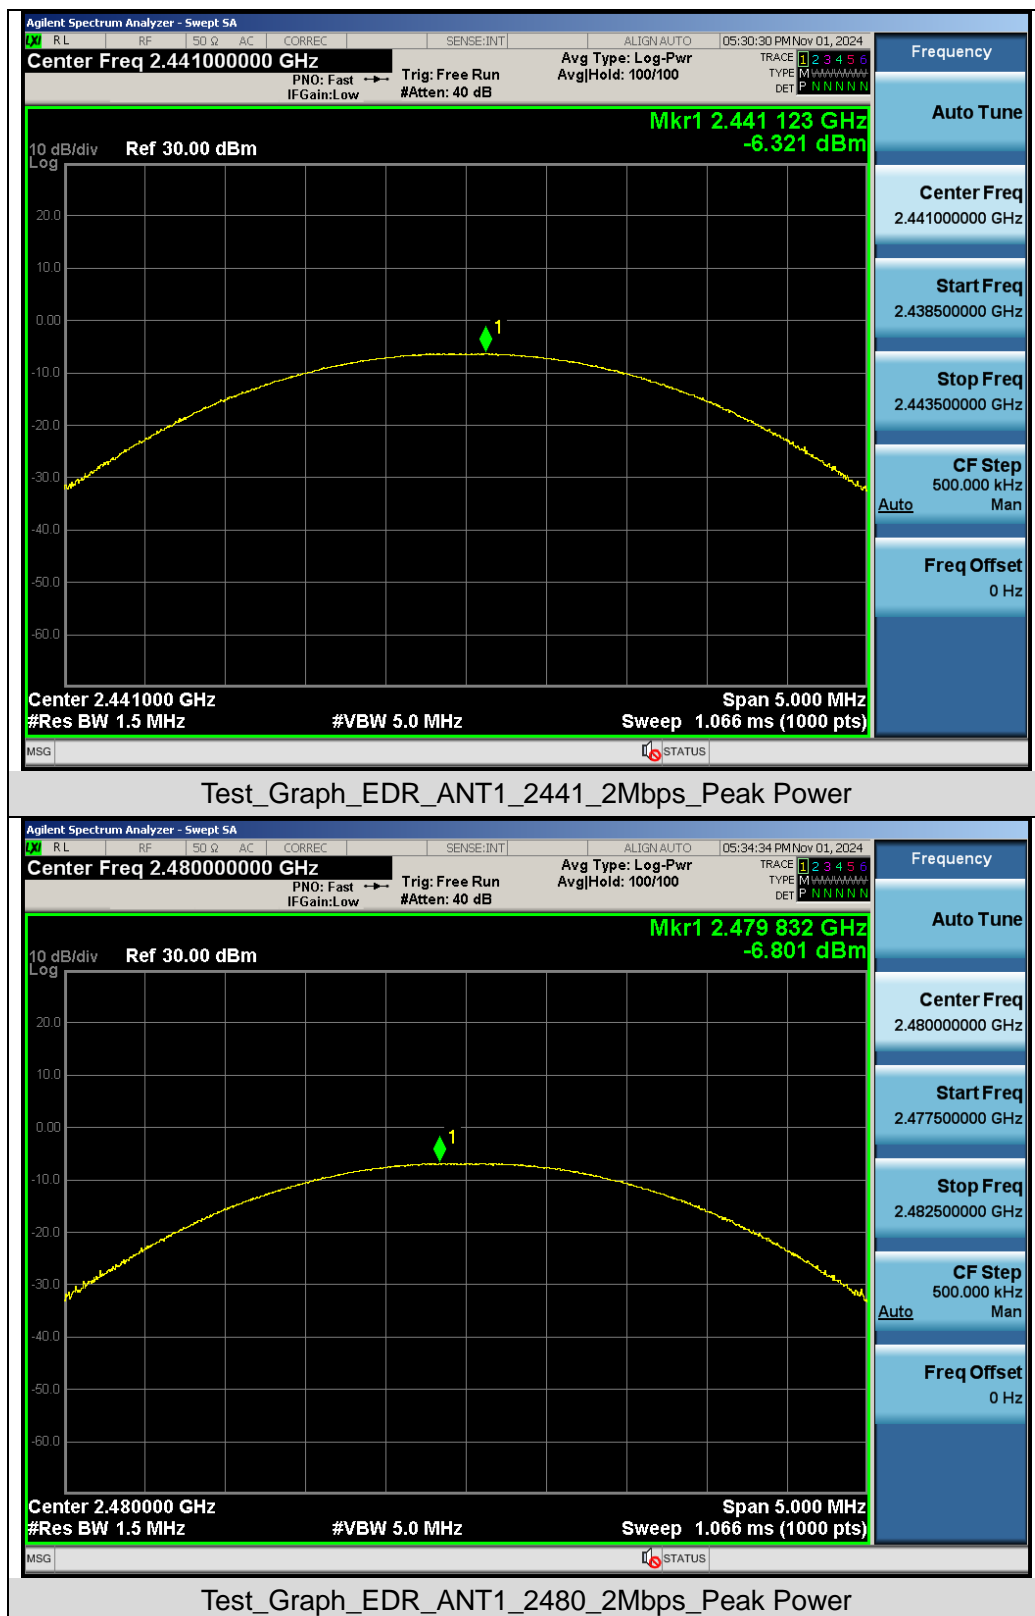 Agilent Spectrum Analyzer - Swept SA
LXI RL RF 50 Ω AC CORREC SENSE:INT ALIGN AUTO 05:30:30 PM Nov 01, 2024
Center Freq 2.441000000 GHz
PNO: Fast
IFGain:Low
Trig: Free Run
#Atten: 40 dB
Avg Type: Log-Pwr
Avg|Hold: 100/100
TRACE 1 2 3 4 5 6
TYPE M
DET P N N N N N
Mkr1 2.441 123 GHz
-6.321 dBm
10 dB/div Ref 30.00 dBm
Log
20.0
10.0
0.00
-10.0
-20.0
-30.0
-40.0
-50.0
-60.0
1
Center 2.441000 GHz Span 5.000 MHz
#Res BW 1.5 MHz #VBW 5.0 MHz Sweep 1.066 ms (1000 pts)
MSG STATUS
Frequency
Auto Tune
Center Freq
2.441000000 GHz
Start Freq
2.438500000 GHz
Stop Freq
2.443500000 GHz
CF Step
500.000 kHz
Auto Man
Freq Offset
0 Hz
Test_Graph_EDR_ANT1_2441_2Mbps_Peak Power
Agilent Spectrum Analyzer - Swept SA
LXI RL RF 50 Ω AC CORREC SENSE:INT ALIGN AUTO 05:34:34 PM Nov 01, 2024
Center Freq 2.480000000 GHz
PNO: Fast
IFGain:Low
Trig: Free Run
#Atten: 40 dB
Avg Type: Log-Pwr
Avg|Hold: 100/100
TRACE 1 2 3 4 5 6
TYPE M
DET P N N N N N
Mkr1 2.479 832 GHz
-6.801 dBm
10 dB/div Ref 30.00 dBm
Log
20.0
10.0
0.00
-10.0
-20.0
-30.0
-40.0
-50.0
-60.0
1
Center 2.480000 GHz Span 5.000 MHz
#Res BW 1.5 MHz #VBW 5.0 MHz Sweep 1.066 ms (1000 pts)
MSG STATUS
Frequency
Auto Tune
Center Freq
2.480000000 GHz
Start Freq
2.477500000 GHz
Stop Freq
2.482500000 GHz
CF Step
500.000 kHz
Auto Man
Freq Offset
0 Hz
Test_Graph_EDR_ANT1_2480_2Mbps_Peak Power